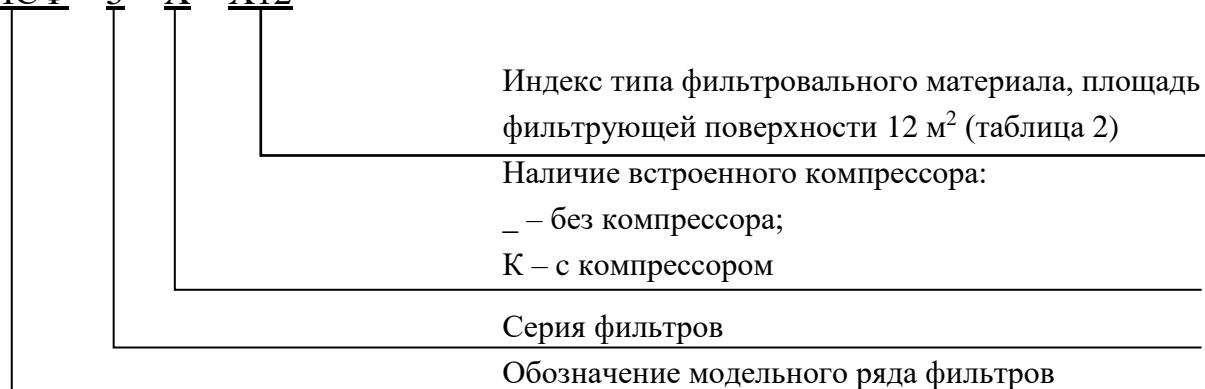 Индекс типа фильтровального материала, площадь
фильтрующей поверхности 12 м² (таблица 2)
Наличие встроенного компрессора:
_ – без компрессора;
К – с компрессором
Серия фильтров
Обозначение модельного ряда фильтров